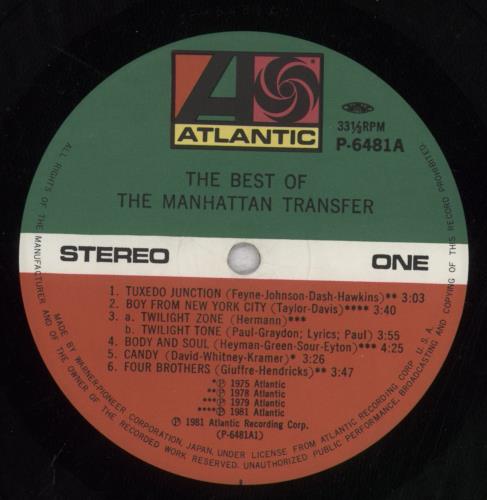 ATLANTIC
33⅓RPM
P-6481A
THE BEST OF
THE MANHATTAN TRANSFER
STEREO
ONE
1. TUXEDO JUNCTION (Feyne-Johnson-Dash-Hawkins)** 3:03
2. BOY FROM NEW YORK CITY (Taylor-Davis)**** 3:40
3. a. TWILIGHT ZONE (Hermann)***
b. TWILIGHT TONE (Paul-Graydon; Lyrics; Paul) 3:55
4. BODY AND SOUL (Heyman-Green-Sour-Eyton)*** 4:25
5. CANDY (David-Whitney-Kramer)* 3:26
6. FOUR BROTHERS (Giuffre-Hendricks)** 3:47
*Ⓟ 1975 Atlantic
**Ⓟ 1978 Atlantic
***Ⓟ 1979 Atlantic
****Ⓟ 1981 Atlantic
Ⓟ 1981 Atlantic Recording Corp.
(P-6481A1)
ALL RIGHTS OF THE MANUFACTURER AND OF THE OWNER OF THE RECORDED WORK RESERVED. UNAUTHORIZED PUBLIC PERFORMANCE, BROADCASTING AND COPYING OF THIS RECORD PROHIBITED.
MADE BY WARNER-PIONEER CORPORATION, JAPAN, UNDER LICENSE FROM ATLANTIC RECORDING CORP. U.S.A.